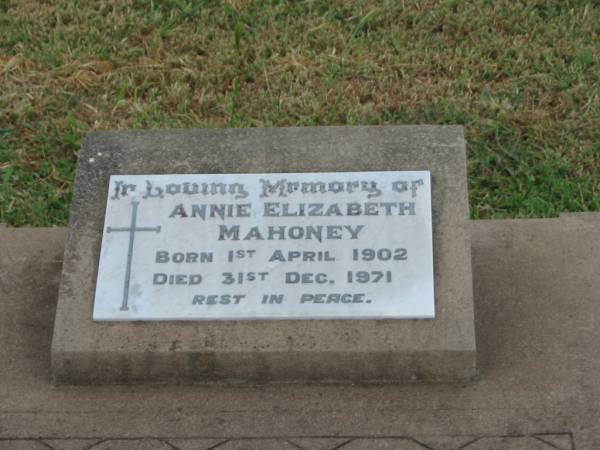 In Loving Memory of
ANNIE ELIZABETH
MAHONEY
BORN 1ST APRIL 1902
DIED 31ST DEC. 1971
REST IN PEACE.